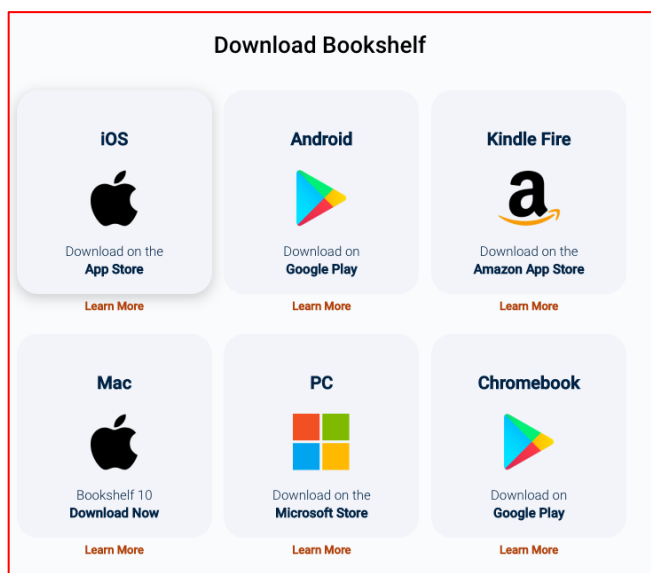 Download Bookshelf
iOS
Download on the
App Store
Learn More
Android
Download on
Google Play
Learn More
Kindle Fire
Download on the
Amazon App Store
Learn More
Mac
Bookshelf 10
Download Now
Learn More
PC
Download on the
Microsoft Store
Learn More
Chromebook
Download on
Google Play
Learn More